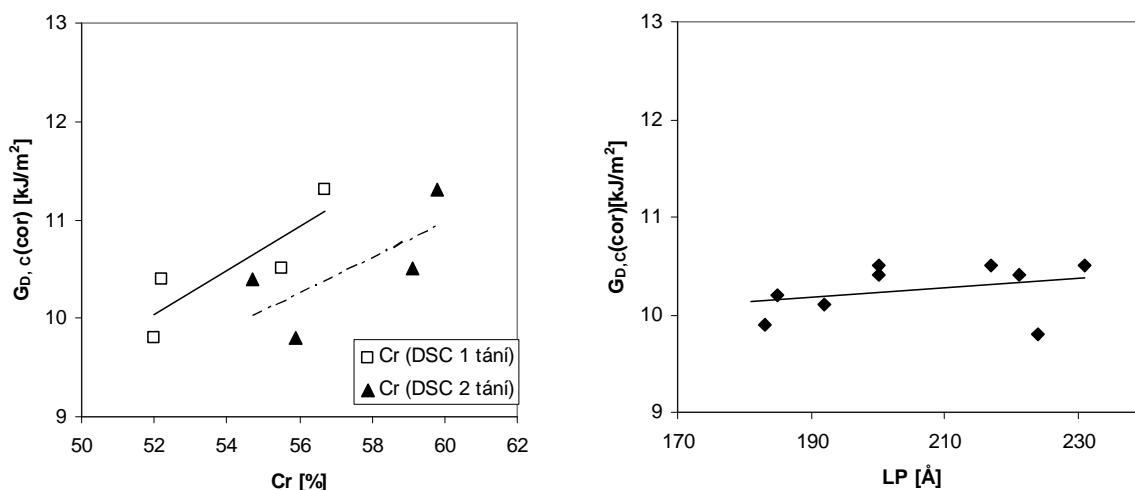 13
12
11
10
9
G_D, C(cor) [kJ/m²]
50 52 54 56 58 60 62
Cr [%]
Cr (DSC 1 tání)
Cr (DSC 2 tání)
13
12
11
10
9
G_D,C(cor)[kJ/m²]
170 190 210 230
LP [Å]